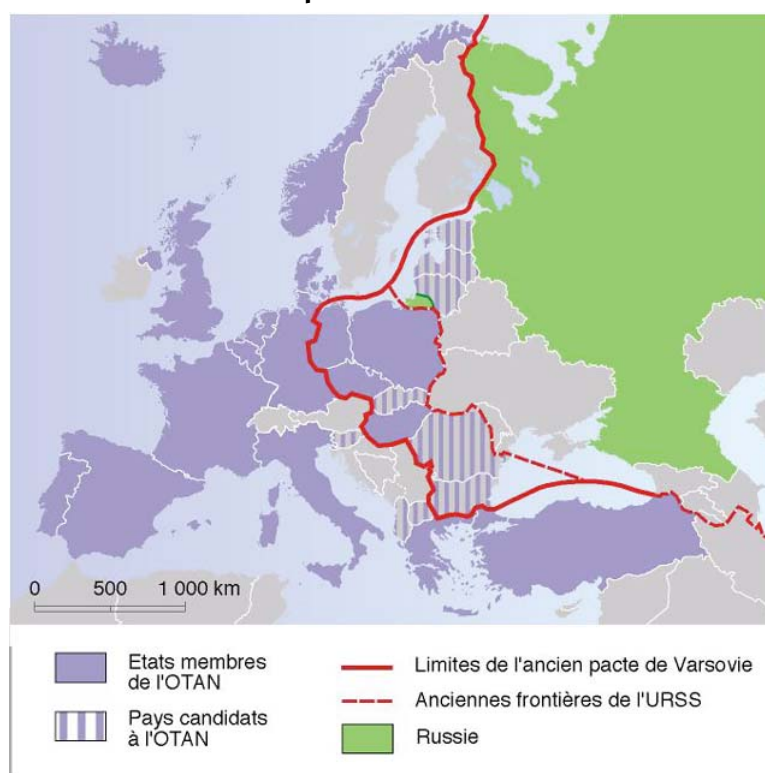 0 500 1 000 km
Etats membres
de l'OTAN
Pays candidats
à l'OTAN
Limites de l'ancien pacte de Varsovie
Anciennes frontières de l'URSS
Russie